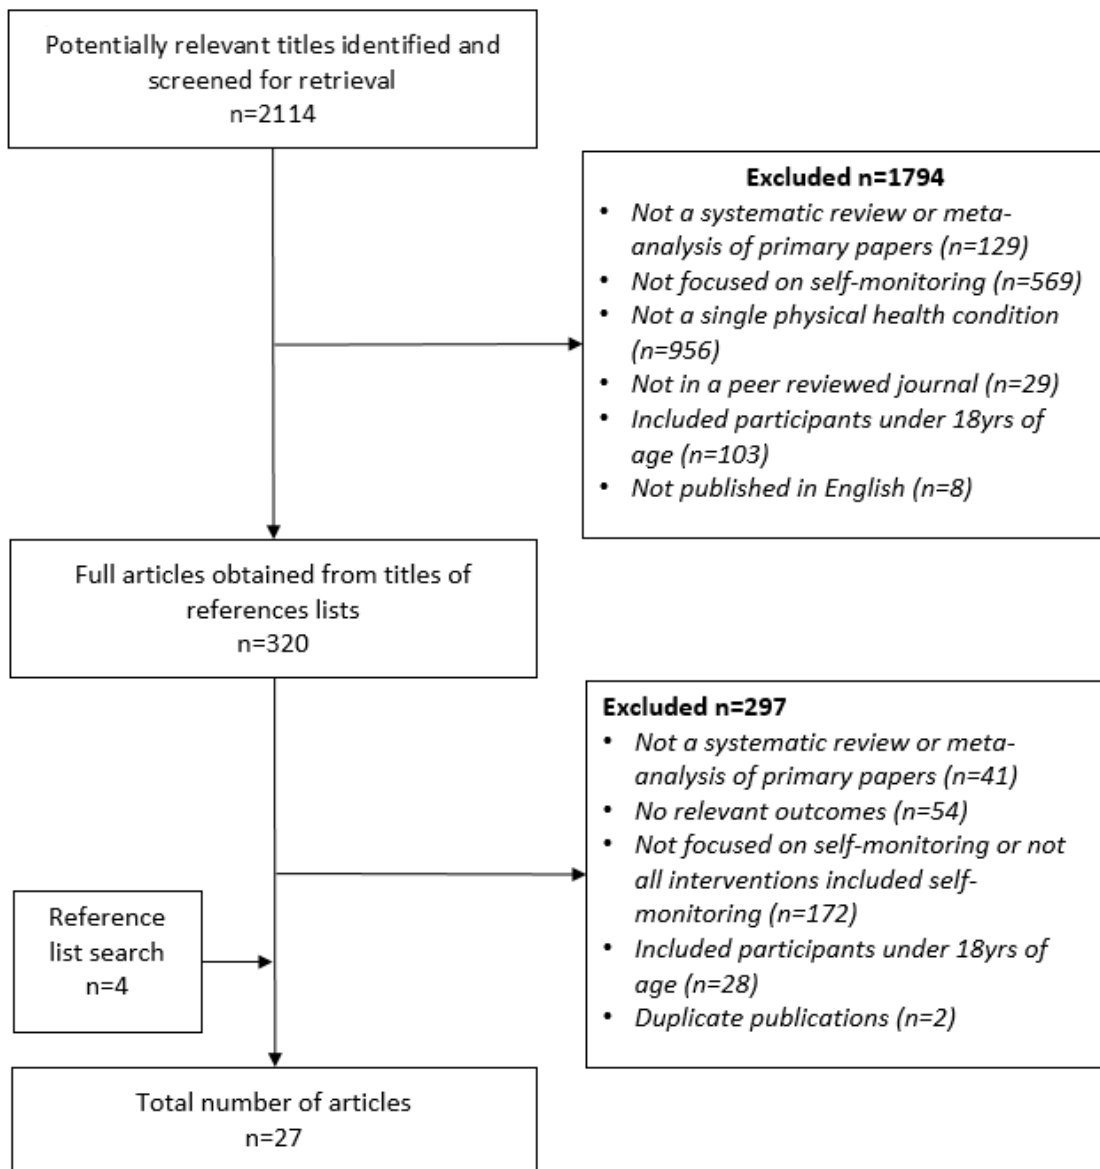 Potentially relevant titles identified and
screened for retrieval
n=2114
Excluded n=1794
• Not a systematic review or meta-
analysis of primary papers (n=129)
• Not focused on self-monitoring (n=569)
• Not a single physical health condition
(n=956)
• Not in a peer reviewed journal (n=29)
• Included participants under 18yrs of
age (n=103)
• Not published in English (n=8)
Full articles obtained from titles of
references lists
n=320
Excluded n=297
• Not a systematic review or meta-
analysis of primary papers (n=41)
• No relevant outcomes (n=54)
• Not focused on self-monitoring or not
all interventions included self-
monitoring (n=172)
• Included participants under 18yrs of
age (n=28)
• Duplicate publications (n=2)
Reference
list search
n=4
Total number of articles
n=27